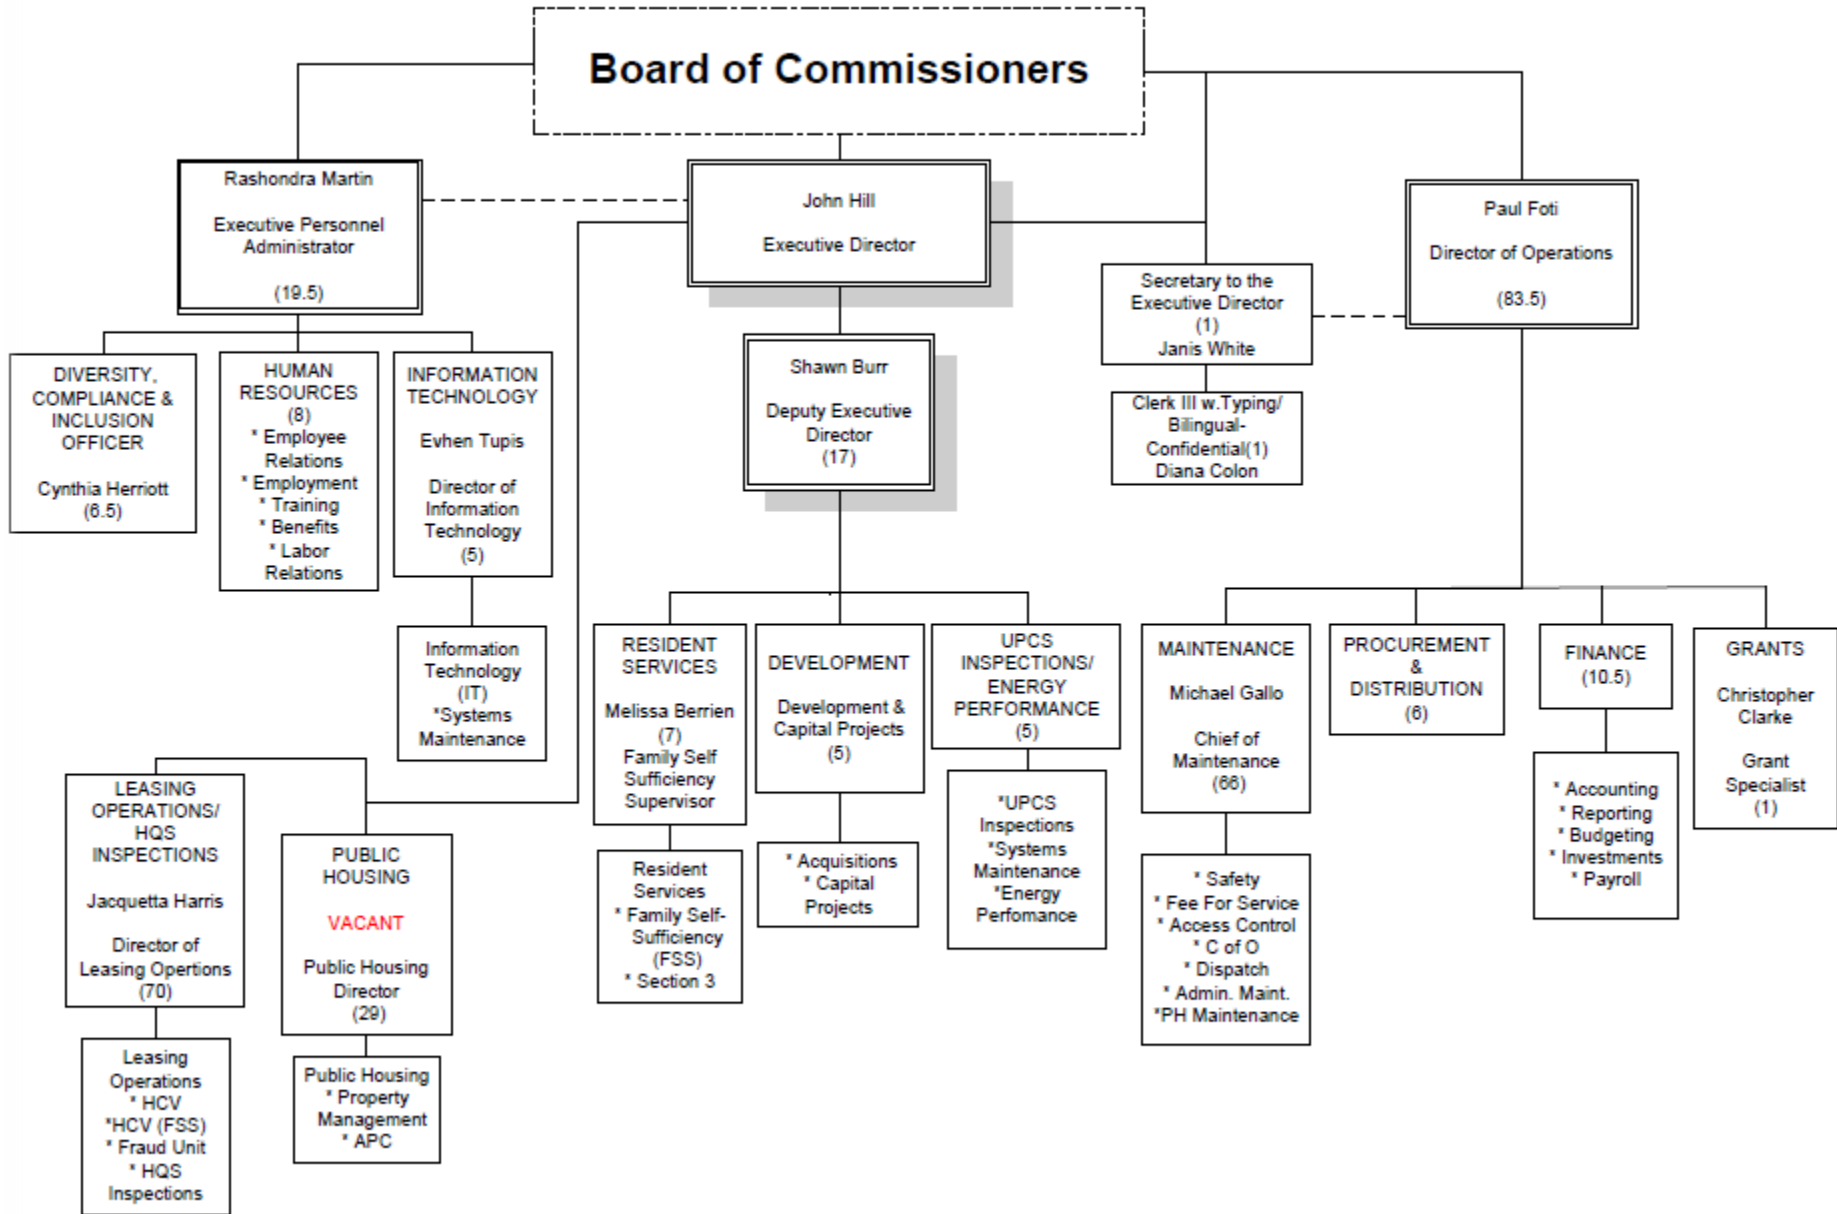 Board of Commissioners
Rashondra Martin
Executive Personnel
Administrator
(19.5)
John Hill
Executive Director
Paul Foti
Director of Operations
(83.5)
Secretary to the
Executive Director
(1)
Janis White
Clerk III w.Typing/
Bilingual-
Confidential(1)
Diana Colon
Shawn Burr
Deputy Executive
Director
(17)
DIVERSITY,
COMPLIANCE &
INCLUSION
OFFICER
Cynthia Herriott
(6.5)
HUMAN
RESOURCES
(8)
* Employee
Relations
* Employment
* Training
* Benefits
* Labor
Relations
INFORMATION
TECHNOLOGY
Evhen Tupis
Director of
Information
Technology
(5)
Information
Technology
(IT)
*Systems
Maintenance
LEASING
OPERATIONS/
HQS
INSPECTIONS
Jacquetta Harris
Director of
Leasing Opertions
(70)
Leasing
Operations
* HCV
*HCV (FSS)
* Fraud Unit
* HQS
Inspections
PUBLIC
HOUSING
VACANT
Public Housing
Director
(29)
Public Housing
* Property
Management
* APC
RESIDENT
SERVICES
Melissa Berrien
(7)
Family Self
Sufficiency
Supervisor
Resident
Services
* Family Self-
Sufficiency
(FSS)
* Section 3
DEVELOPMENT
Development &
Capital Projects
(5)
* Acquisitions
* Capital
Projects
UPCS
INSPECTIONS/
ENERGY
PERFORMANCE
(5)
*UPCS
Inspections
*Systems
Maintenance
*Energy
Perfomance
MAINTENANCE
Michael Gallo
Chief of
Maintenance
(66)
* Safety
* Fee For Service
* Access Control
* C of O
* Dispatch
* Admin. Maint.
*PH Maintenance
PROCUREMENT
&
DISTRIBUTION
(6)
FINANCE
(10.5)
* Accounting
* Reporting
* Budgeting
* Investments
* Payroll
GRANTS
Christopher
Clarke
Grant
Specialist
(1)